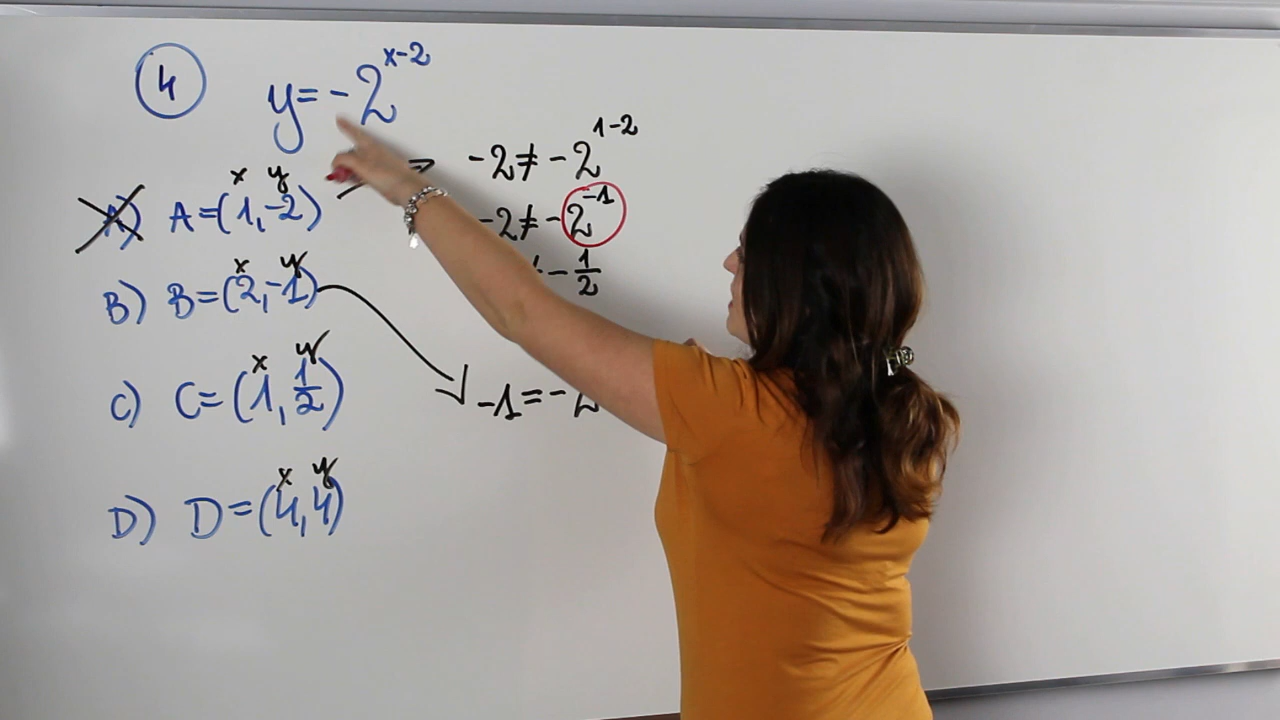 4
y = -2^{x-2}
x y
A) A=(1,-2)
-2 ≠ -2^{1-2}
-2 ≠ -2^{-1}
- 1/2
x y
B) B=(2,-1)
-1 = -2
x y
C) C=(1, 1/2)
x y
D) D=(4,4)